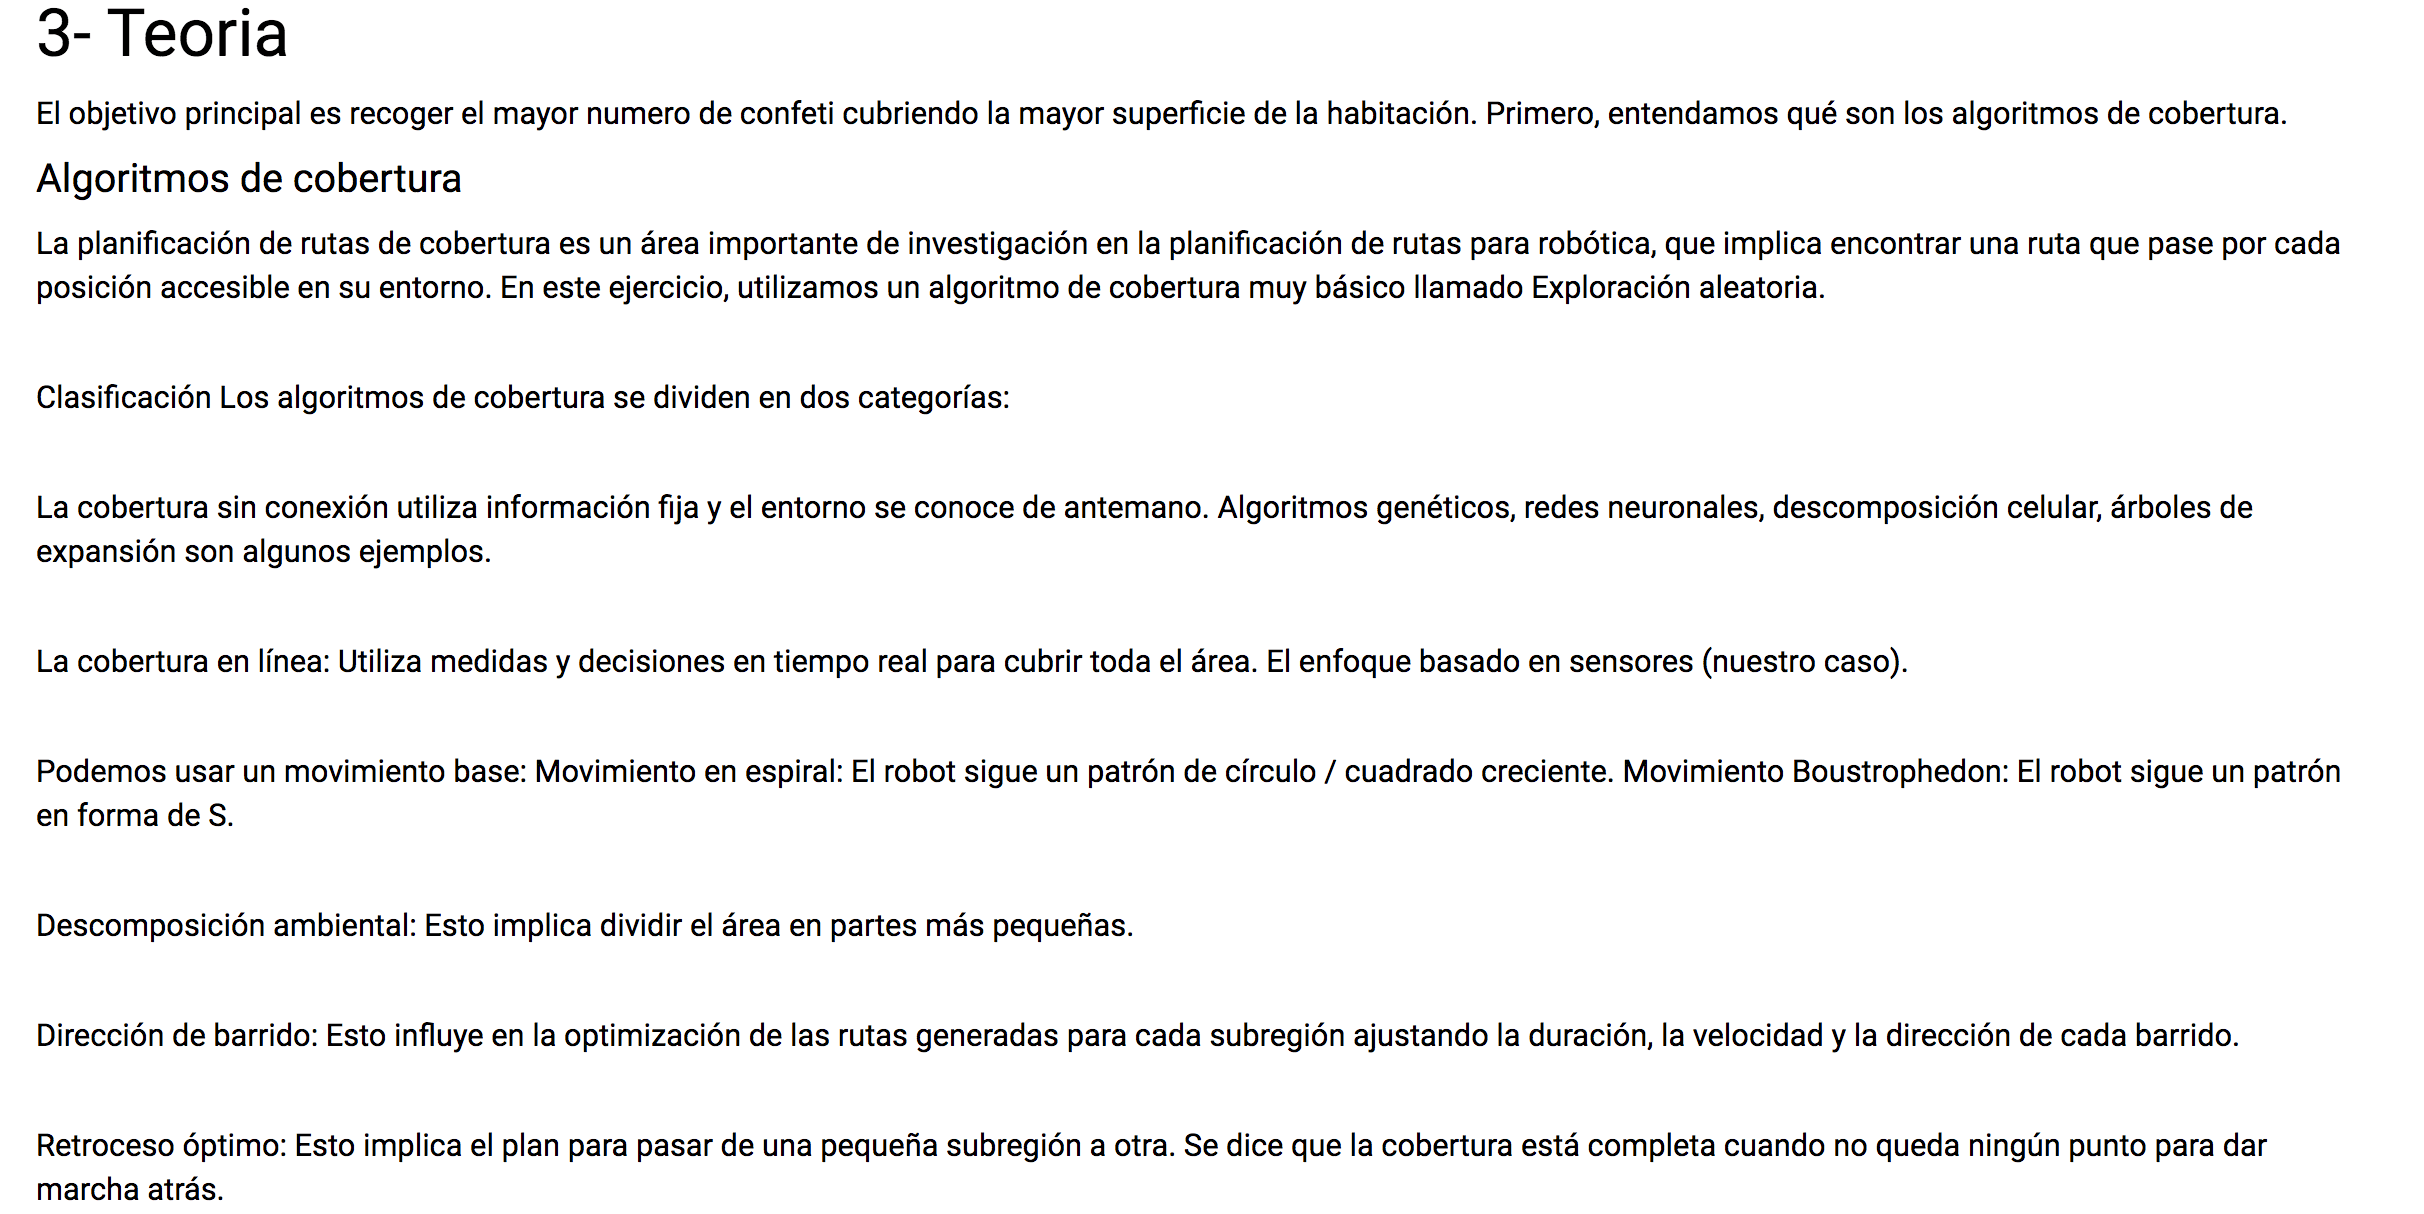 3- Teoria
El objetivo principal es recoger el mayor numero de confeti cubriendo la mayor superficie de la habitación. Primero, entendamos qué son los algoritmos de cobertura.
Algoritmos de cobertura
La planificación de rutas de cobertura es un área importante de investigación en la planificación de rutas para robótica, que implica encontrar una ruta que pase por cada
posición accesible en su entorno. En este ejercicio, utilizamos un algoritmo de cobertura muy básico llamado Exploración aleatoria.
Clasificación Los algoritmos de cobertura se dividen en dos categorías:
La cobertura sin conexión utiliza información fija y el entorno se conoce de antemano. Algoritmos genéticos, redes neuronales, descomposición celular, árboles de
expansión son algunos ejemplos.
La cobertura en línea: Utiliza medidas y decisiones en tiempo real para cubrir toda el área. El enfoque basado en sensores (nuestro caso).
Podemos usar un movimiento base: Movimiento en espiral: El robot sigue un patrón de círculo / cuadrado creciente. Movimiento Boustrophedon: El robot sigue un patrón
en forma de S.
Descomposición ambiental: Esto implica dividir el área en partes más pequeñas.
Dirección de barrido: Esto influye en la optimización de las rutas generadas para cada subregión ajustando la duración, la velocidad y la dirección de cada barrido.
Retroceso óptimo: Esto implica el plan para pasar de una pequeña subregión a otra. Se dice que la cobertura está completa cuando no queda ningún punto para dar
marcha atrás.